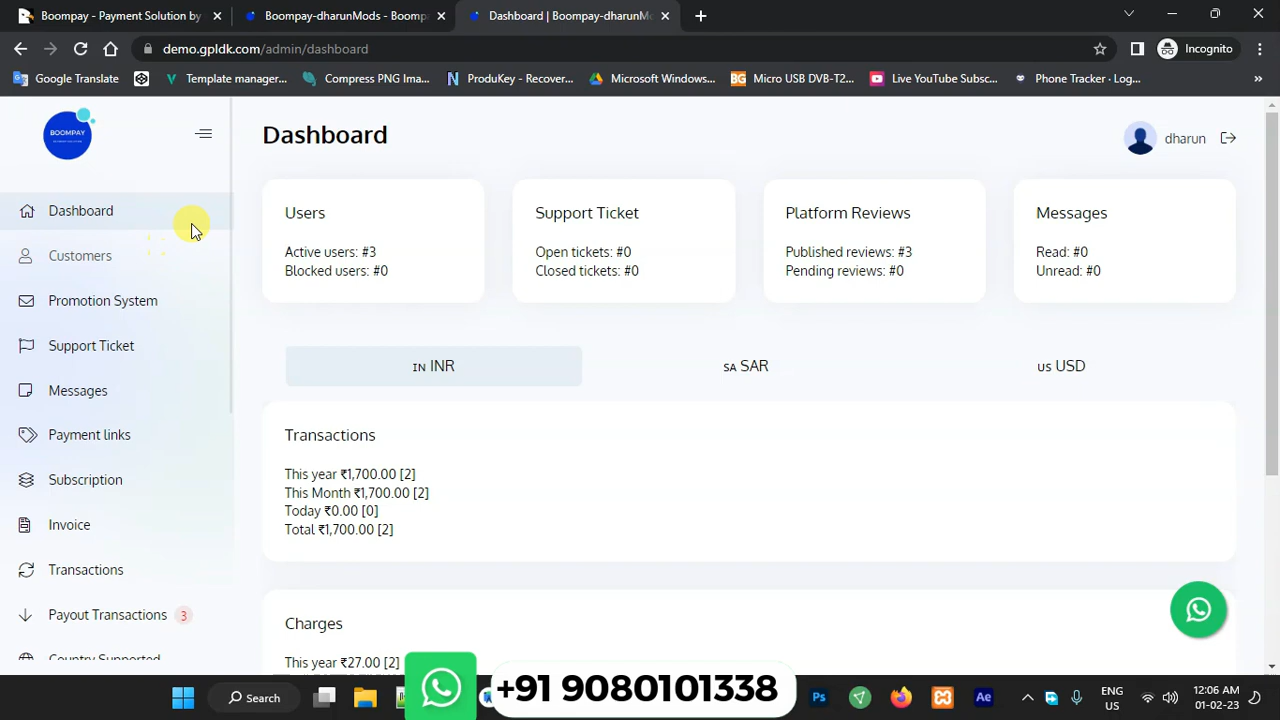 Boompay - Payment Solution by
Boompay-dharunMods - Boomp
Dashboard | Boompay-dharunM
demo.gpldk.com/admin/dashboard
Incognito
Google Translate
Template manager...
Compress PNG Ima...
ProduKey - Recover...
Microsoft Windows...
BG
Micro USB DVB-T2...
Live YouTube Subsc...
Phone Tracker · Log...
BOOMPAY
Dashboard
dharun
Dashboard
Customers
Promotion System
Support Ticket
Messages
Payment links
Subscription
Invoice
Transactions
Payout Transactions 3
Country Supported
Users
Active users: #3
Blocked users: #0
Support Ticket
Open tickets: #0
Closed tickets: #0
Platform Reviews
Published reviews: #3
Pending reviews: #0
Messages
Read: #0
Unread: #0
IN INR
SA SAR
US USD
Transactions
This year ₹1,700.00 [2]
This Month ₹1,700.00 [2]
Today ₹0.00 [0]
Total ₹1,700.00 [2]
Charges
This year ₹27.00 [2]
+91 9080101338
Search
Ps
Ae
ENG
US
12:06 AM
01-02-23